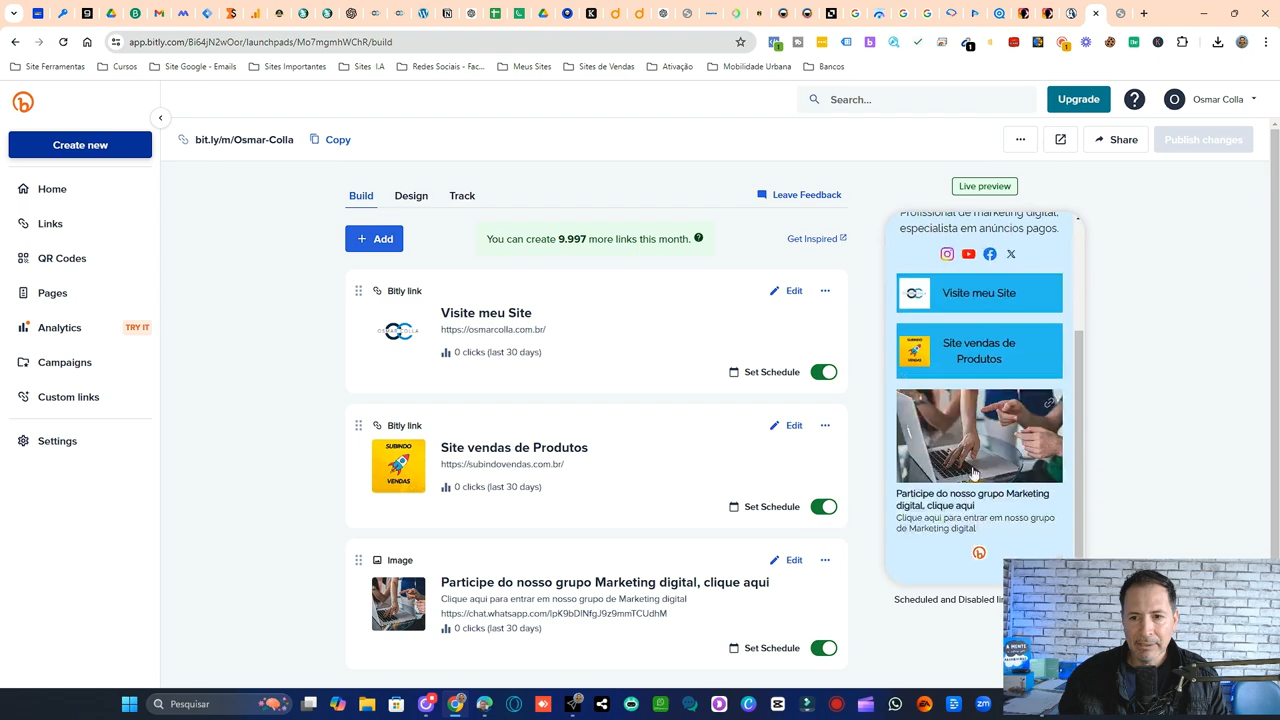 app.bitly.com/Bi64jN2wOor/launchpads/Mo7mgmhWChR/build
Site Ferramentas
Cursos
Site Google - Emails
Sites Importantes
Sites I.A
Redes Sociais - Fac...
Meus Sites
Sites de Vendas
Ativação
Mobilidade Urbana
Bancos
Search...
Upgrade
?
O
Osmar Colla
Create new
bit.ly/m/Osmar-Colla
Copy
...
Share
Publish changes
Home
Links
QR Codes
Pages
Analytics
TRY IT
Campaigns
Custom links
Settings
Build
Design
Track
Leave Feedback
+ Add
You can create 9.997 more links this month.
Get Inspired
Bitly link
Edit
...
Visite meu Site
https://osmarcolla.com.br/
OSMAR COLLA
0 clicks (last 30 days)
Set Schedule
Bitly link
Edit
...
SUBINDO
VENDAS
Site vendas de Produtos
https://subindovendas.com.br/
0 clicks (last 30 days)
Set Schedule
Image
Edit
...
Participe do nosso grupo Marketing digital, clique aqui
Clique aqui para entrar em nosso grupo de Marketing digital
https://chat.whatsapp.com/IpK9bDlNfgJ9z9mmTCUdhM
0 clicks (last 30 days)
Set Schedule
Live preview
Profissional de marketing digital,
especialista em anúncios pagos.
Visite meu Site
SUBINDO
VENDAS
Site vendas de
Produtos
Participe do nosso grupo Marketing
digital, clique aqui
Clique aqui para entrar em nosso grupo
de Marketing digital
Scheduled and Disabled
A MENTE
Pesquisar